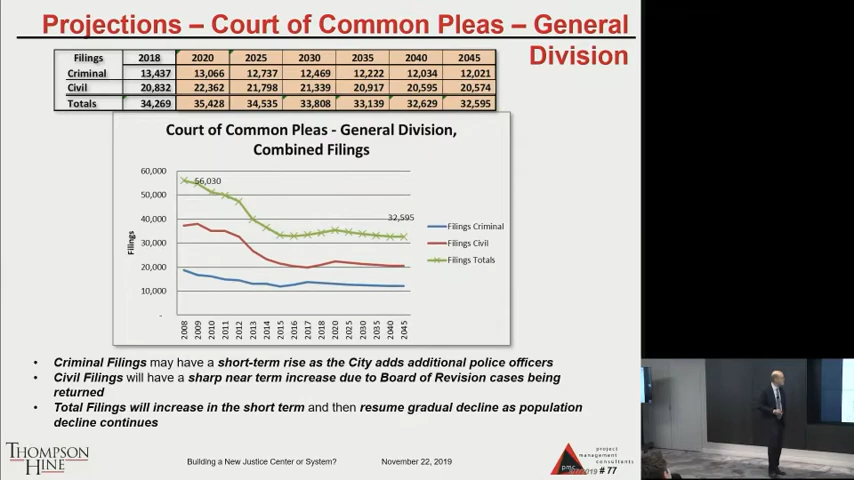 Projections – Court of Common Pleas – General
Division
Filings 2018 2020 2025 2030 2035 2040 2045
Criminal 13,437 13,066 12,737 12,469 12,222 12,034 12,021
Civil 20,832 22,362 21,798 21,339 20,917 20,595 20,574
Totals 34,269 35,428 34,535 33,808 33,139 32,629 32,595
Court of Common Pleas - General Division,
Combined Filings
60,000
50,000
40,000
30,000
20,000
10,000
-
Filings
56,030
32,595
Filings Criminal
Filings Civil
Filings Totals
2008 2009 2010 2011 2012 2013 2014 2015 2016 2017 2018 2020 2025 2030 2035 2040 2045
• Criminal Filings may have a short-term rise as the City adds additional police officers
• Civil Filings will have a sharp near term increase due to Board of Revision cases being
returned
• Total Filings will increase in the short term and then resume gradual decline as population
decline continues
THOMPSON
HINE
Building a New Justice Center or System?
November 22, 2019
pmc
project
management
consultants
# 77